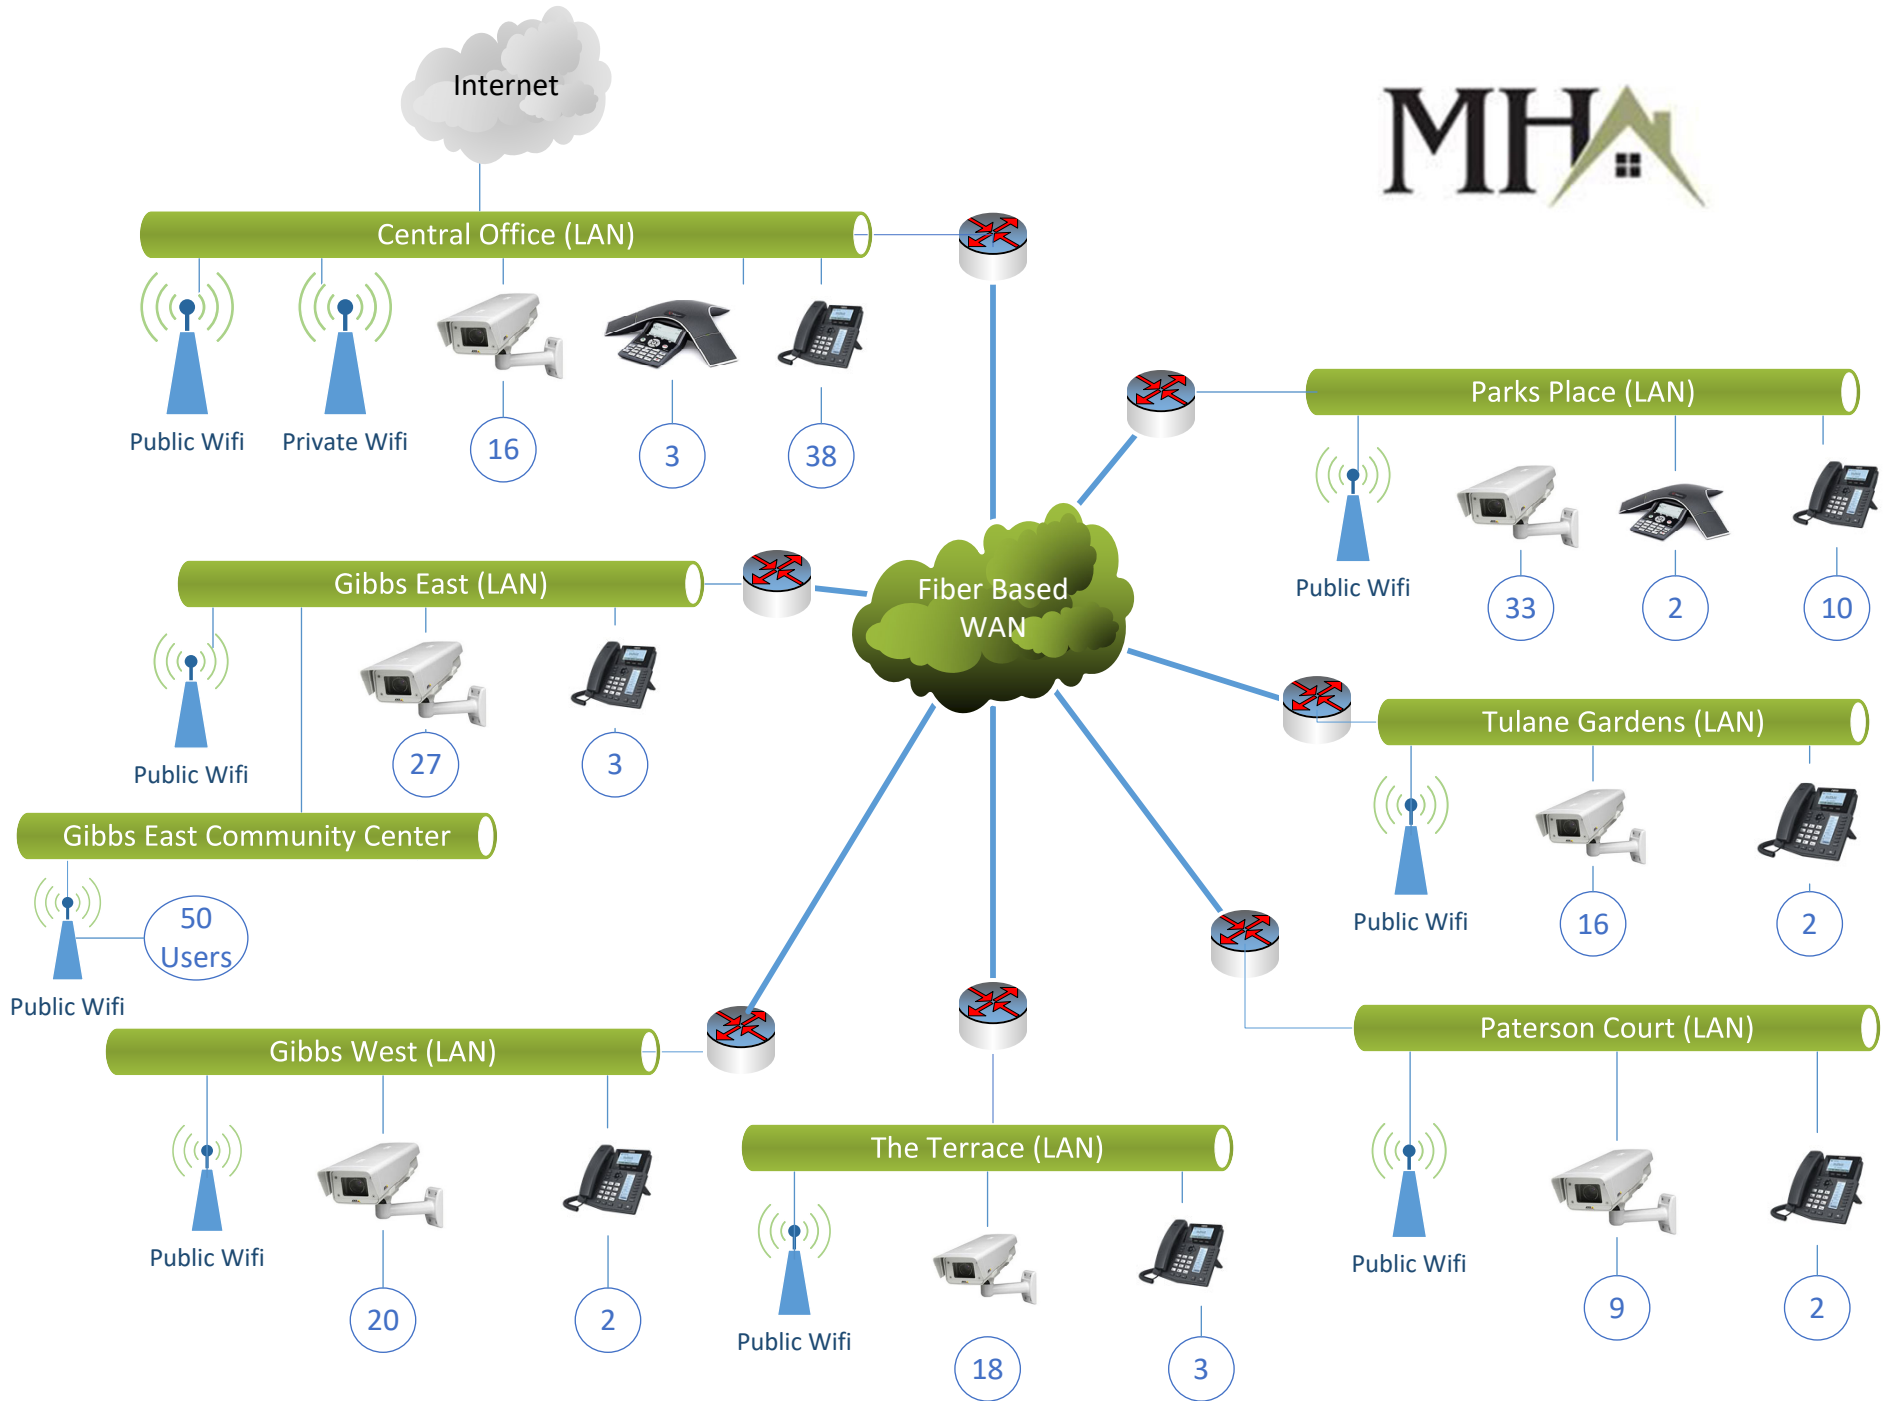 Internet
MHA
Central Office (LAN)
Public Wifi
Private Wifi
16
3
38
Parks Place (LAN)
Public Wifi
33
2
10
Gibbs East (LAN)
Public Wifi
27
3
Fiber Based
WAN
Tulane Gardens (LAN)
Public Wifi
16
2
Gibbs East Community Center
50
Users
Public Wifi
Gibbs West (LAN)
Public Wifi
20
2
The Terrace (LAN)
Public Wifi
18
3
Paterson Court (LAN)
Public Wifi
9
2